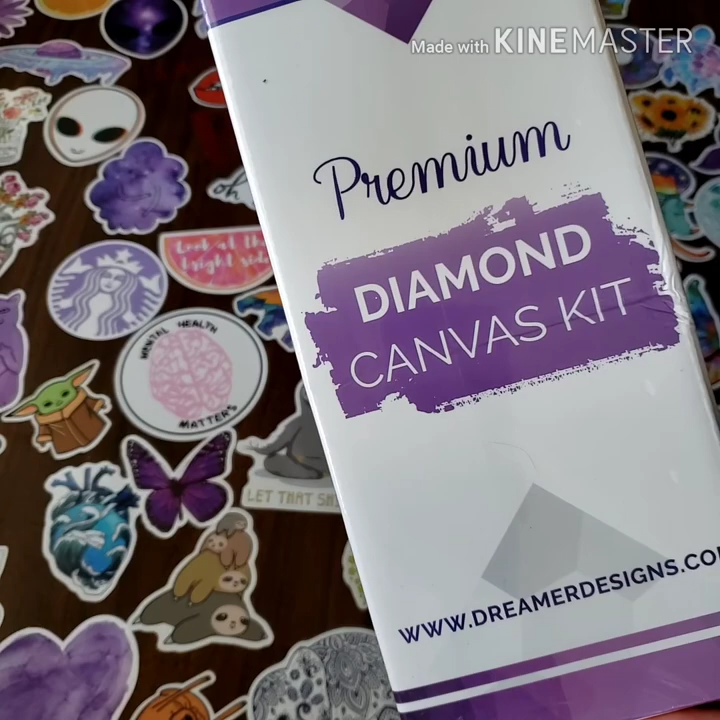 Made with KINEMASTER
Premium
DIAMOND
CANVAS KIT
WWW.DREAMERDESIGNS.CO
oh
Look at the
bright side
MENTAL HEALTH
MATTERS
LET THAT